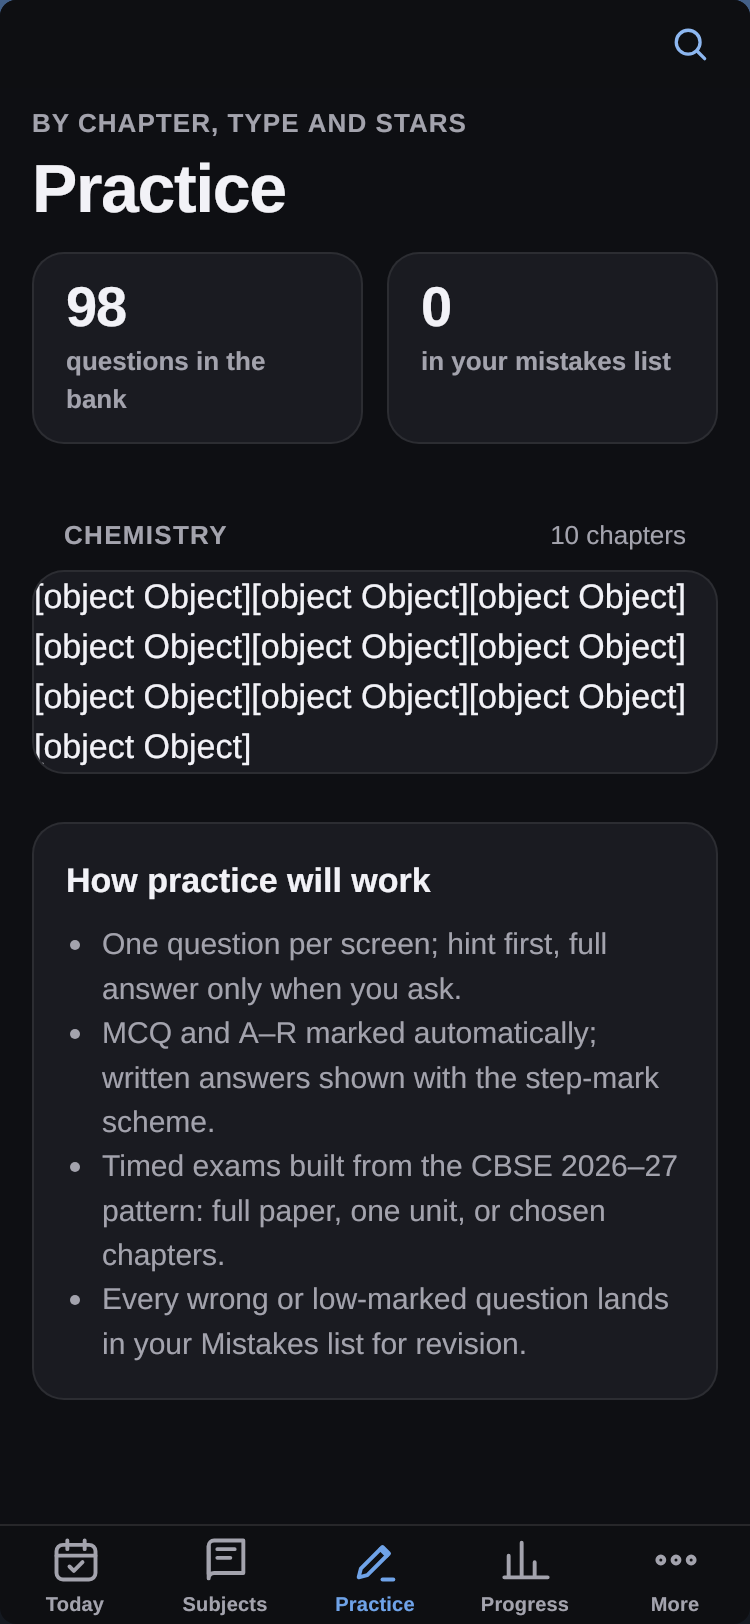 BY CHAPTER, TYPE AND STARS
Practice
98
questions in the
bank
0
in your mistakes list
CHEMISTRY
10 chapters
[object Object][object Object][object Object]
[object Object][object Object][object Object]
[object Object][object Object][object Object]
[object Object]
How practice will work
• One question per screen; hint first, full
answer only when you ask.
• MCQ and A–R marked automatically;
written answers shown with the step-mark
scheme.
• Timed exams built from the CBSE 2026–27
pattern: full paper, one unit, or chosen
chapters.
• Every wrong or low-marked question lands
in your Mistakes list for revision.
Today
Subjects
Practice
Progress
More